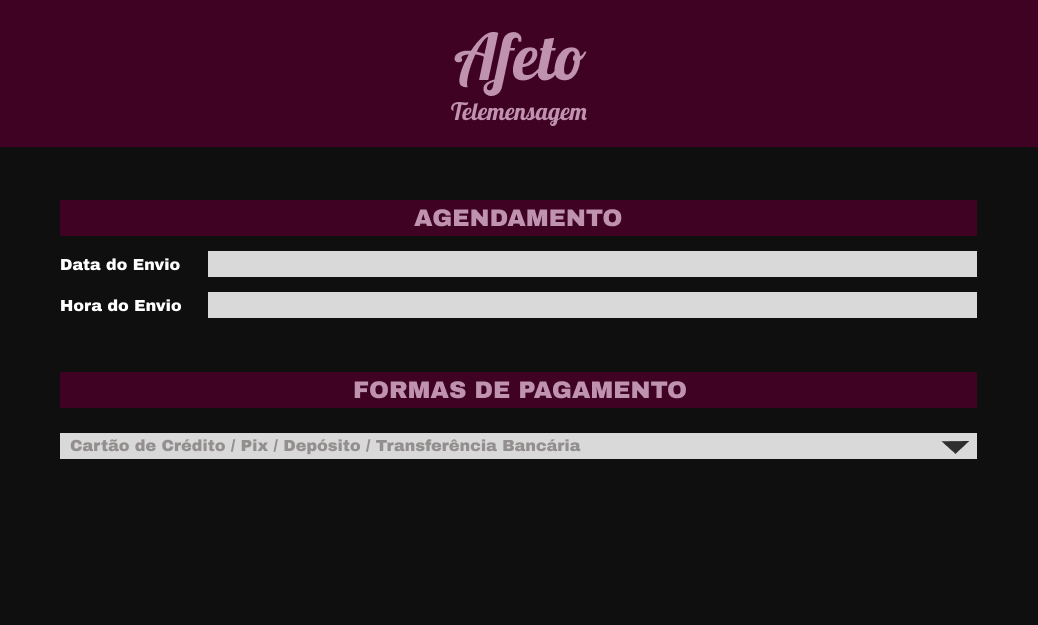 Afeto
Telemensagem
AGENDAMENTO
Data do Envio
Hora do Envio
FORMAS DE PAGAMENTO
Cartão de Crédito / Pix / Depósito / Transferência Bancária